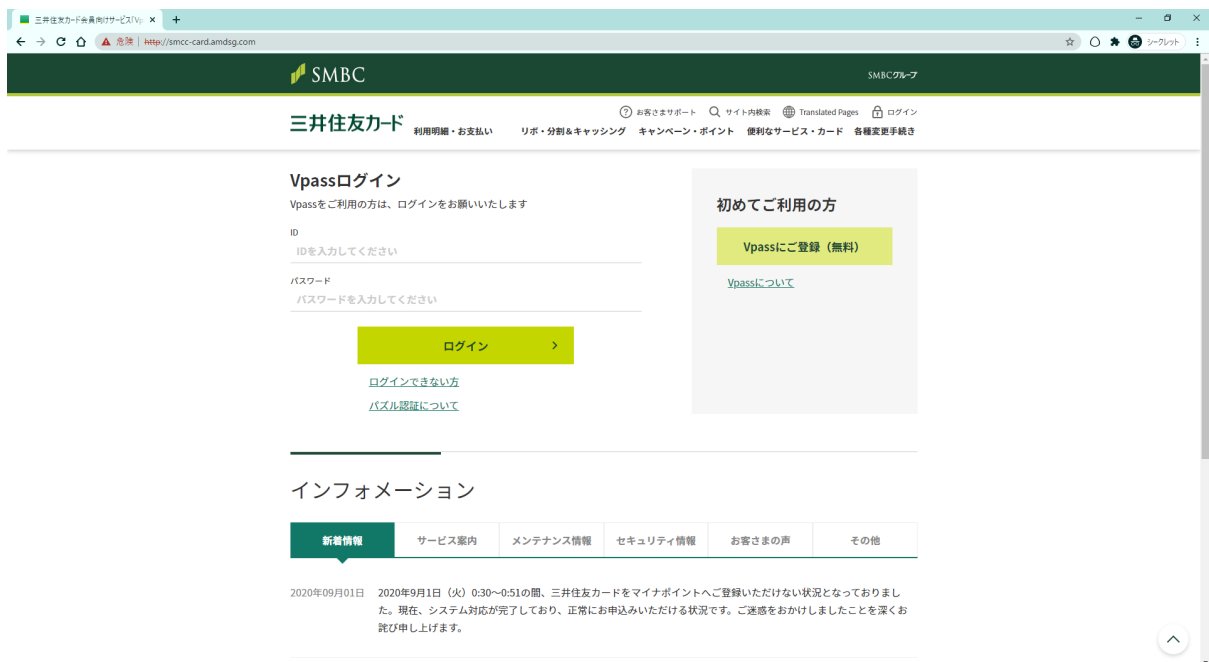 三井住友カード会員向けサービス「Vp
危険 | http://smcc-card.amdsg.com
シークレット
SMBC
SMBCグループ
三井住友カード
お客さまサポート サイト内検索 Translated Pages ログイン
利用明細・お支払い リボ・分割&キャッシング キャンペーン・ポイント 便利なサービス・カード 各種変更手続き
Vpassログイン
Vpassをご利用の方は、ログインをお願いいたします
ID
IDを入力してください
パスワード
パスワードを入力してください
ログイン
ログインできない方
パズル認証について
初めてご利用の方
Vpassにご登録（無料）
Vpassについて
インフォメーション
新着情報 サービス案内 メンテナンス情報 セキュリティ情報 お客さまの声 その他
2020年09月01日 2020年9月1日（火）0:30～0:51の間、三井住友カードをマイナポイントへご登録いただけない状況となっておりまし
た。現在、システム対応が完了しており、正常にお申込みいただける状況です。ご迷惑をおかけしましたことを深くお
詫び申し上げます。